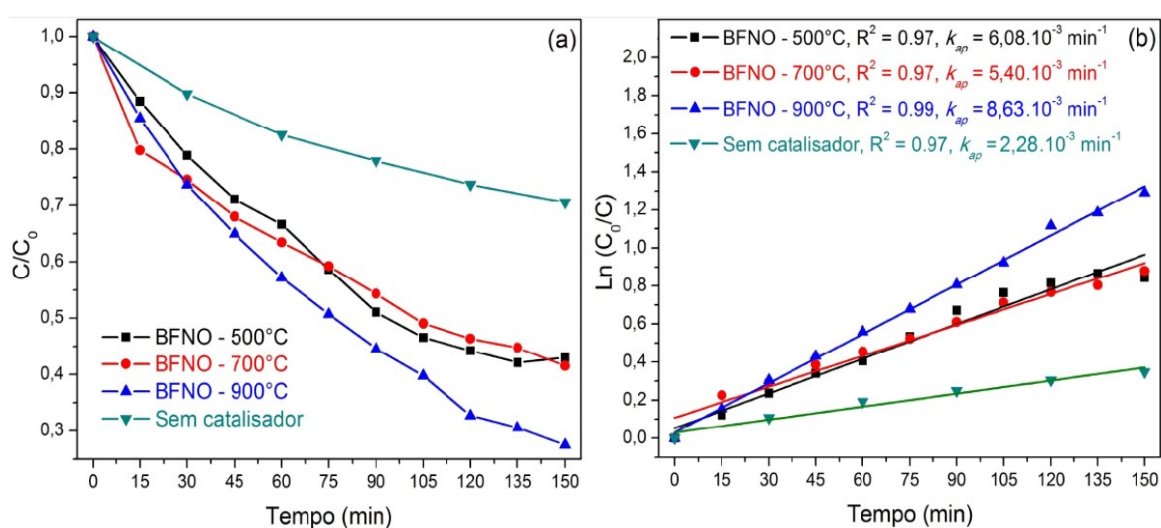 (a)
1,0
0,9
0,8
0,7
0,6
0,5
0,4
0,3
C/C₀
BFNO - 500°C
BFNO - 700°C
BFNO - 900°C
Sem catalisador
0 15 30 45 60 75 90 105 120 135 150
Tempo (min)
(b)
2,0
1,8
1,6
1,4
1,2
1,0
0,8
0,6
0,4
0,2
0,0
Ln (C₀/C)
BFNO - 500°C, R² = 0.97, kₐₚ = 6,08.10⁻³ min⁻¹
BFNO - 700°C, R² = 0.97, kₐₚ = 5,40.10⁻³ min⁻¹
BFNO - 900°C, R² = 0.99, kₐₚ = 8,63.10⁻³ min⁻¹
Sem catalisador, R² = 0.97, kₐₚ = 2,28.10⁻³ min⁻¹
0 15 30 45 60 75 90 105 120 135 150
Tempo (min)